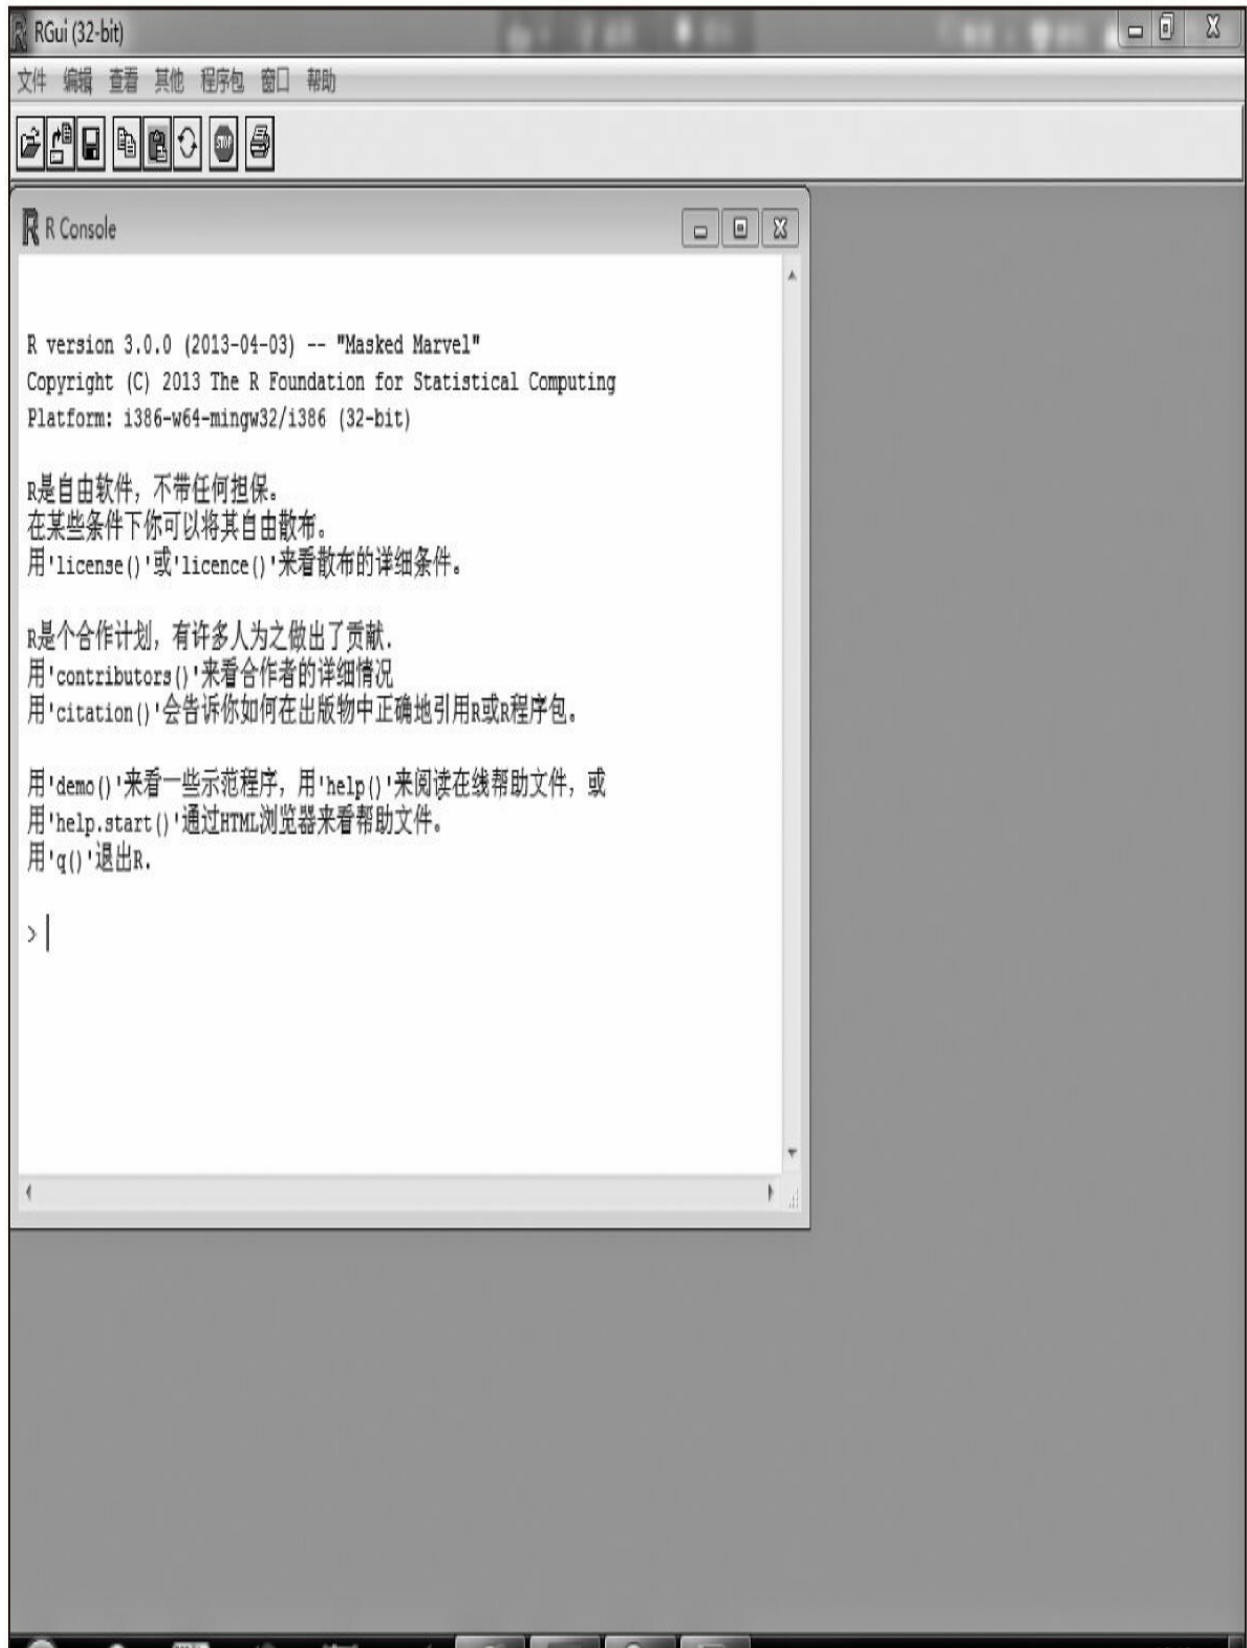 RGui (32-bit)
文件 编辑 查看 其他 程序包 窗口 帮助
STOP
R Console
R version 3.0.0 (2013-04-03) -- "Masked Marvel"
Copyright (C) 2013 The R Foundation for Statistical Computing
Platform: i386-w64-mingw32/i386 (32-bit)
R是自由软件，不带任何担保。
在某些条件下你可以将其自由散布。
用'license()'或'licence()'来看散布的详细条件。
R是个合作计划，有许多人为之做出了贡献.
用'contributors()'来看合作者的详细情况
用'citation()'会告诉你如何在出版物中正确地引用R或R程序包。
用'demo()'来看一些示范程序，用'help()'来阅读在线帮助文件，或
用'help.start()'通过HTML浏览器来看帮助文件。
用'q()'退出R.
>